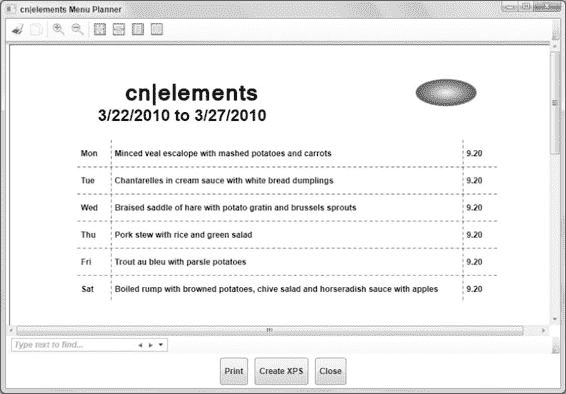 cn|elements Menu Planner
cn|elements
3/22/2010 to 3/27/2010
Mon Minced veal escalope with mashed potatoes and carrots 9.20
Tue Chantarelles in cream sauce with white bread dumplings 9.20
Wed Braised saddle of hare with potato gratin and brussels sprouts 9.20
Thu Pork stew with rice and green salad 9.20
Fri Trout au bleu with parsle potatoes 9.20
Sat Boiled rump with browned potatoes, chive salad and horseradish sauce with apples 9.20
Type text to find...
Print Create XPS Close